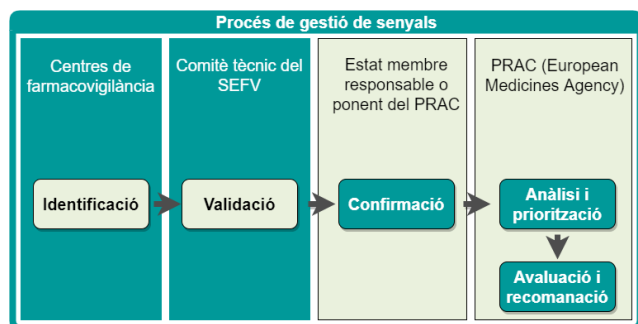 Procés de gestió de senyals
Centres de
farmacovigilància
Comitè tècnic del
SEFV
Estat membre
responsable o
ponent del PRAC
PRAC (European
Medicines Agency)
Identificació
Validació
Confirmació
Anàlisi i
priorització
Avaluació i
recomanació